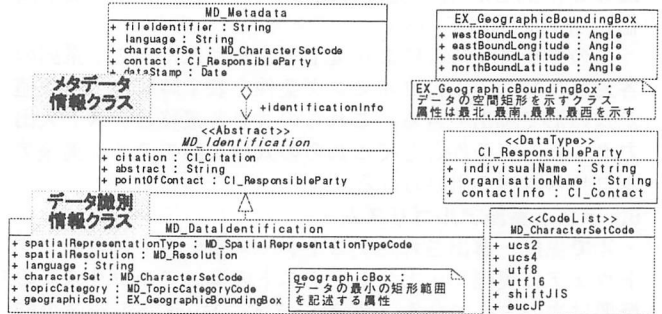 MD_Metadata
+ fileIdentifier : String
+ language : String
+ characterSet : MD_CharacterSetCode
+ contact : CI_ResponsibleParty
+ dataStamp : Date
メタデータ
情報クラス
+identificationInfo
<<Abstract>>
MD_Identification
+ citation : CI_Citation
+ abstract : String
+ pointOfContact : CI_ResponsibleParty
データ識別
情報クラス
MD_DataIdentification
+ spatialRepresentationType : MD_SpatialRepresentationTypeCode
+ spatialResolution : MD_Resolution
+ language : String
+ characterSet : MD_CharacterSetCode
+ topicCategory : MD_TopicCategoryCode
+ geographicBox : EX_GeographicBoundingBox
geographicBox :
データの最小の矩形範囲
を記述する属性
EX_GeographicBoundingBox
+ westBoundLongitude : Angle
+ eastBoundLongitude : Angle
+ southBoundLatitude : Angle
+ northBoundLatitude : Angle
EX_GeographicBoundingBox :
データの空間矩形を示すクラス
属性は最北,最南,最東,最西を示す
<<DataType>>
CI_ResponsibleParty
+ indivisualName : String
+ organisationName : String
+ contactInfo : CI_Contact
<<CodeList>>
MD_CharacterSetCode
+ ucs2
+ ucs4
+ utf8
+ utf16
+ shiftJIS
+ eucJP